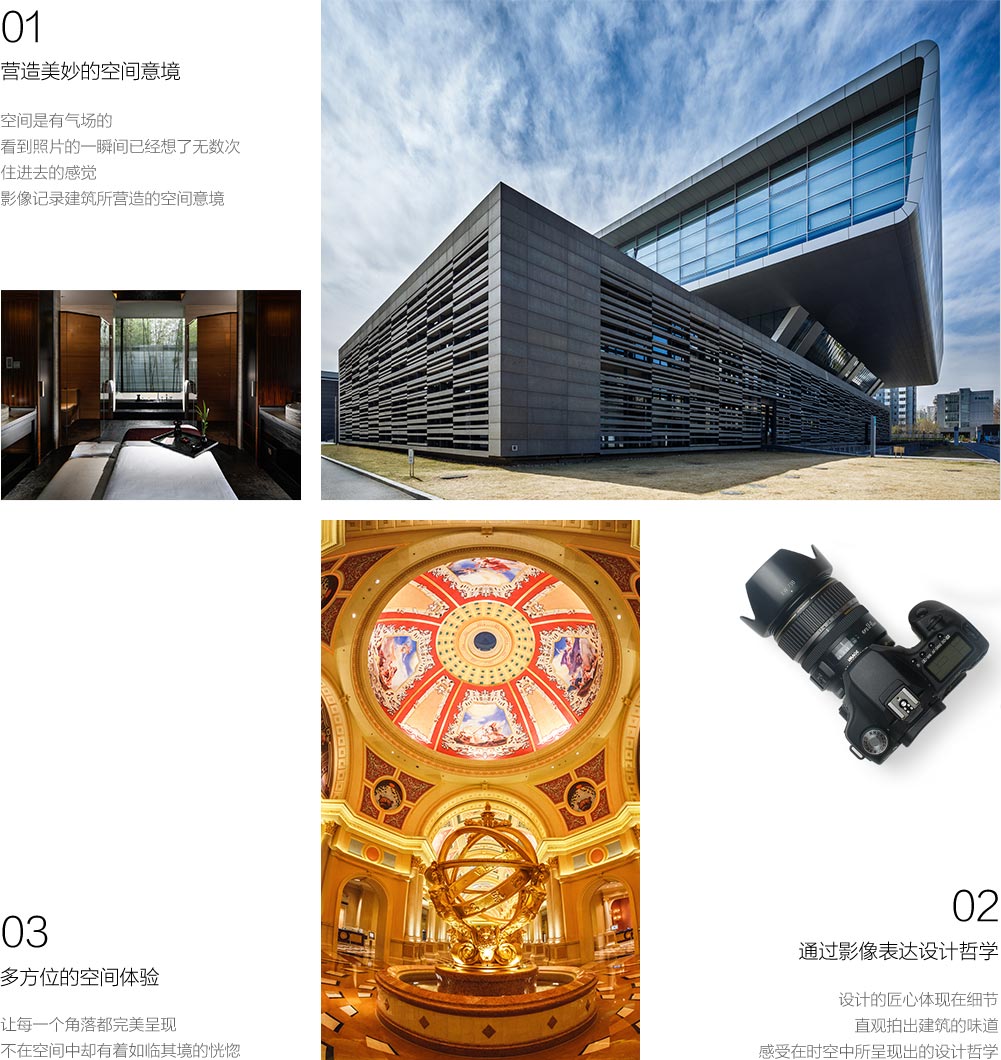 01
营造美妙的空间意境
空间是有气场的
看到照片的一瞬间已经想了无数次
住进去的感觉
影像记录建筑所营造的空间意境
02
通过影像表达设计哲学
设计的匠心体现在细节
直观拍出建筑的味道
感受在时空中所呈现出的设计哲学
03
多方位的空间体验
让每一个角落都完美呈现
不在空间中却有着如临其境的恍惚